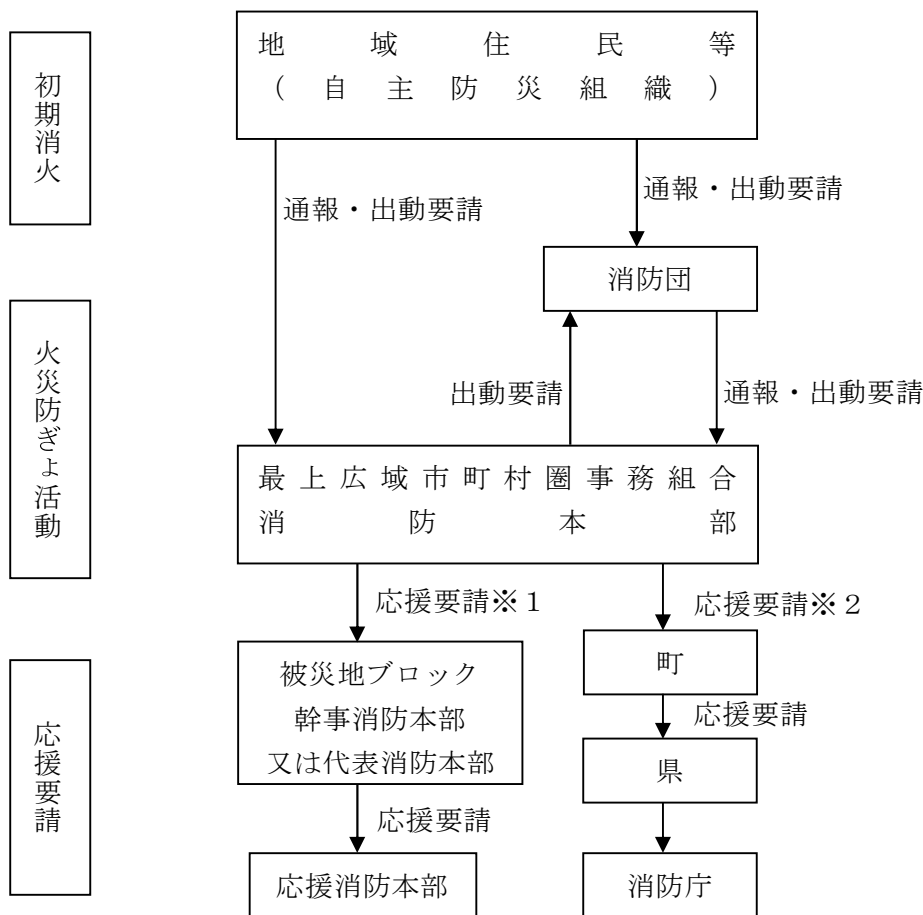 初期消火
地域住民等
(自主防災組織)
通報・出動要請
通報・出動要請
消防団
火災防ぎょ活動
出動要請
通報・出動要請
最上広域市町村圏事務組合
消防本部
応援要請※1
応援要請※2
応援要請
被災地ブロック
幹事消防本部
又は代表消防本部
町
応援要請
県
応援要請
応援消防本部
消防庁